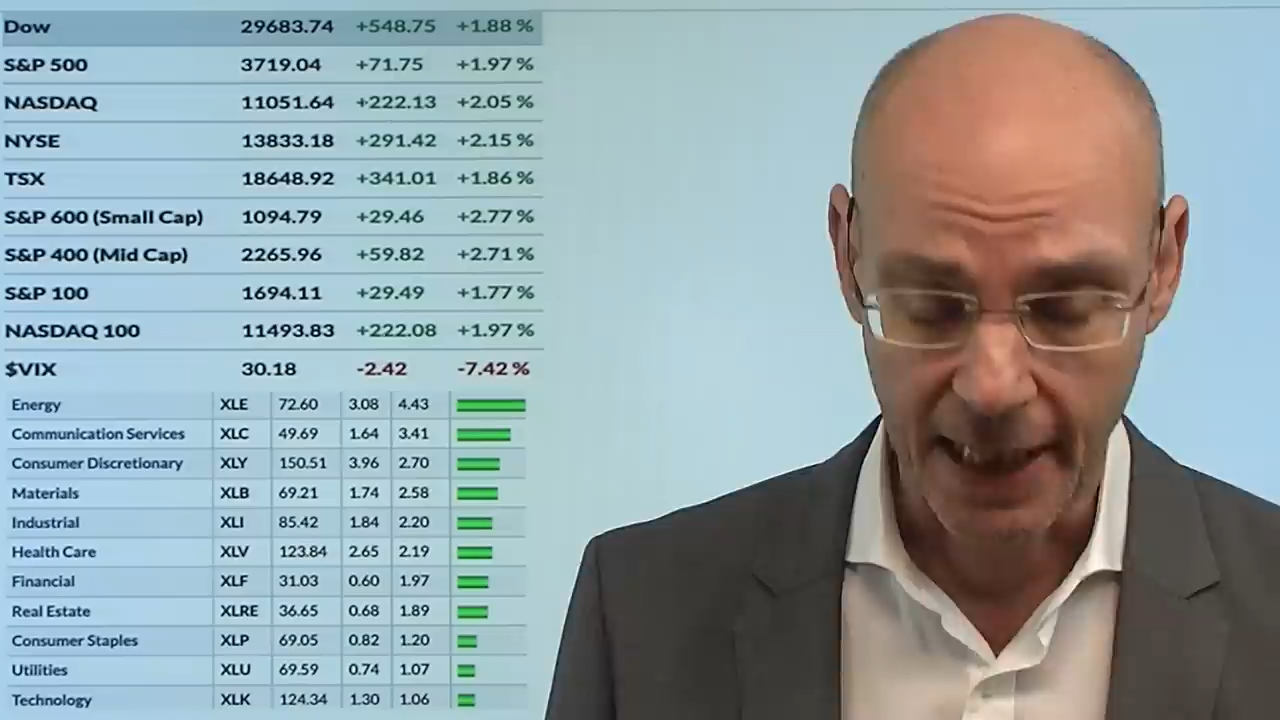 Dow 29683.74 +548.75 +1.88 %
S&P 500 3719.04 +71.75 +1.97 %
NASDAQ 11051.64 +222.13 +2.05 %
NYSE 13833.18 +291.42 +2.15 %
TSX 18648.92 +341.01 +1.86 %
S&P 600 (Small Cap) 1094.79 +29.46 +2.77 %
S&P 400 (Mid Cap) 2265.96 +59.82 +2.71 %
S&P 100 1694.11 +29.49 +1.77 %
NASDAQ 100 11493.83 +222.08 +1.97 %
$VIX 30.18 -2.42 -7.42 %
Energy XLE 72.60 3.08 4.43
Communication Services XLC 49.69 1.64 3.41
Consumer Discretionary XLY 150.51 3.96 2.70
Materials XLB 69.21 1.74 2.58
Industrial XLI 85.42 1.84 2.20
Health Care XLV 123.84 2.65 2.19
Financial XLF 31.03 0.60 1.97
Real Estate XLRE 36.65 0.68 1.89
Consumer Staples XLP 69.05 0.82 1.20
Utilities XLU 69.59 0.74 1.07
Technology XLK 124.34 1.30 1.06